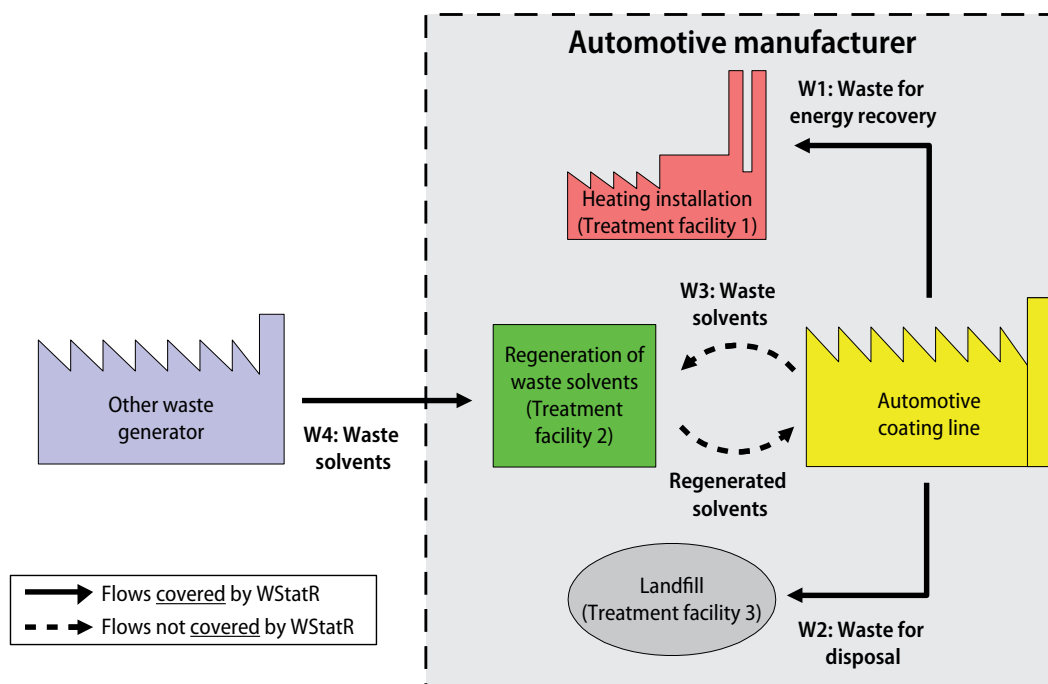 Automotive manufacturer
W1: Waste for
energy recovery
Heating installation
(Treatment facility 1)
W3: Waste
solvents
Regeneration of
waste solvents
(Treatment
facility 2)
Other waste
generator
Automotive
coating line
W4: Waste
solvents
Regenerated
solvents
Landfill
(Treatment facility 3)
W2: Waste for
disposal
Flows covered by WStatR
Flows not covered by WStatR